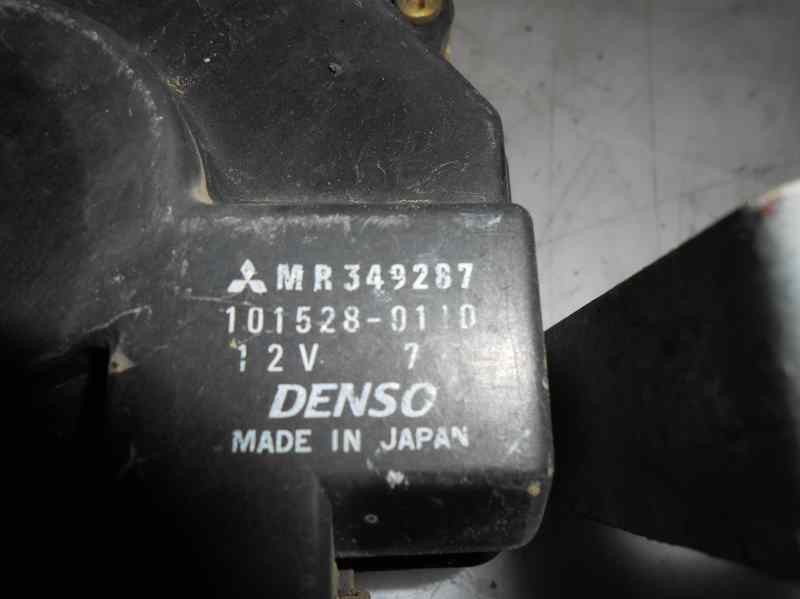 MR349287
101528-0110
12V 7
DENSO
MADE IN JAPAN